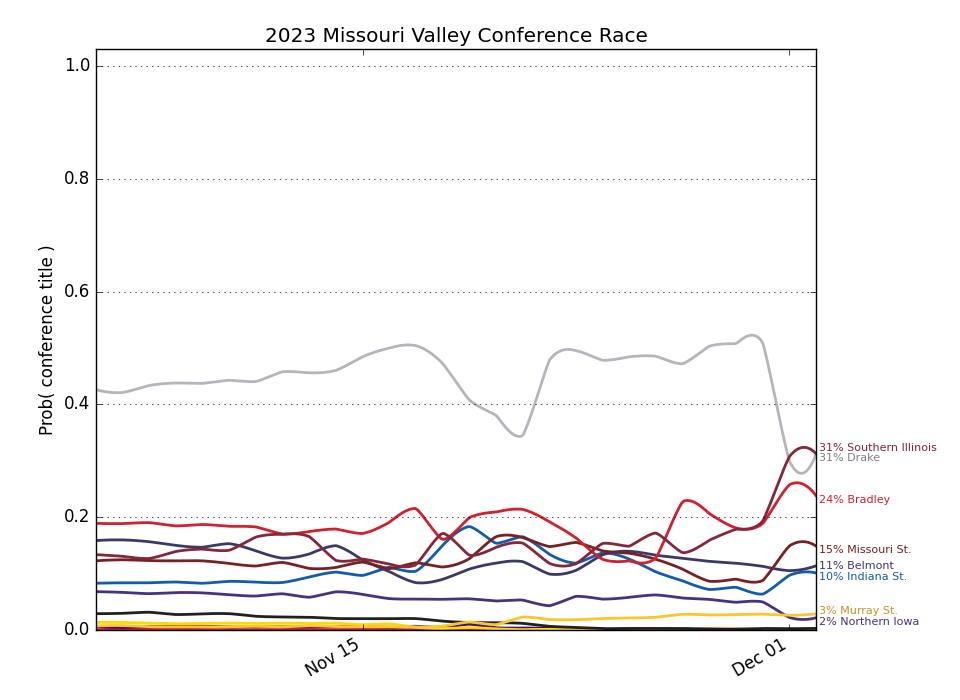 2023 Missouri Valley Conference Race
Prob( conference title )
1.0
0.8
0.6
0.4
0.2
0.0
Nov 15
Dec 01
31% Southern Illinois
31% Drake
24% Bradley
15% Missouri St.
11% Belmont
10% Indiana St.
3% Murray St.
2% Northern Iowa